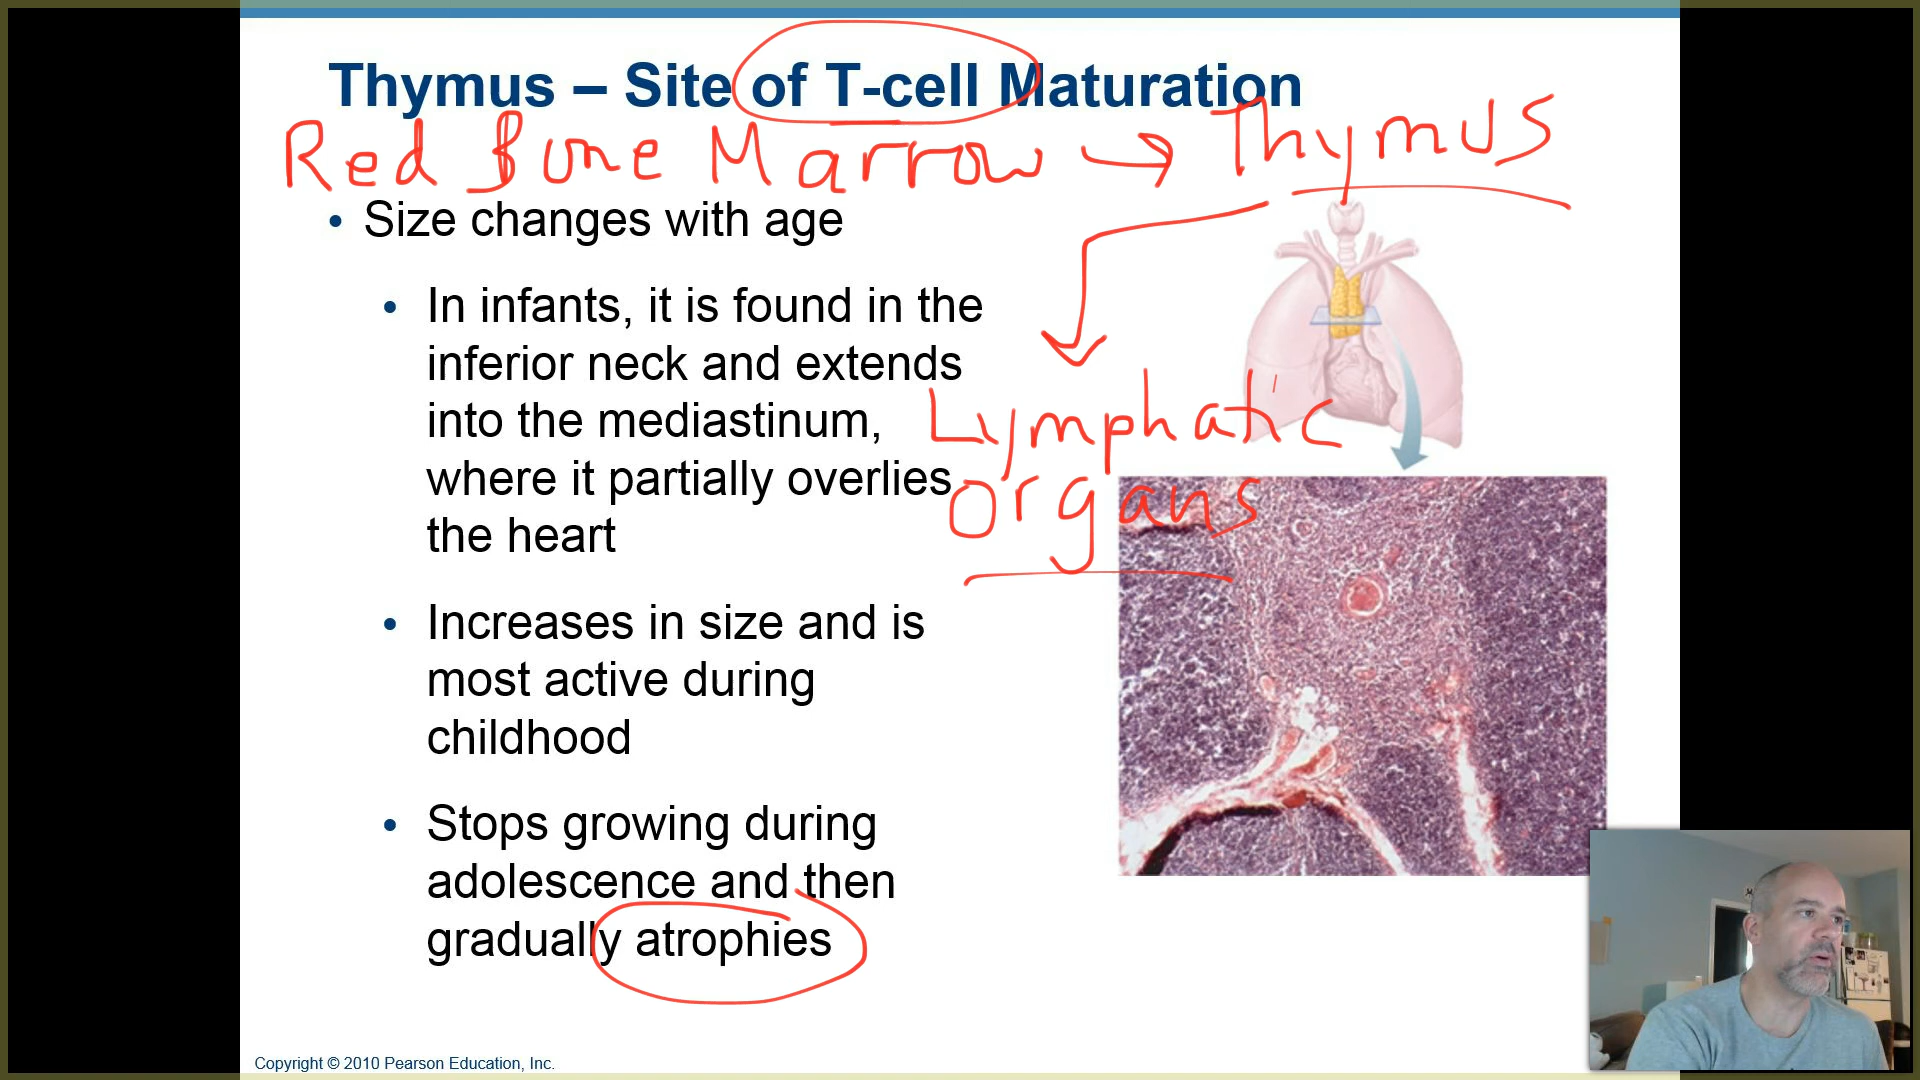 Thymus – Site of T-cell Maturation
Red Bone Marrow → Thymus
• Size changes with age
• In infants, it is found in the
inferior neck and extends
into the mediastinum,
where it partially overlies
the heart
Lymphatic
organs
• Increases in size and is
most active during
childhood
• Stops growing during
adolescence and then
gradually atrophies
Copyright © 2010 Pearson Education, Inc.